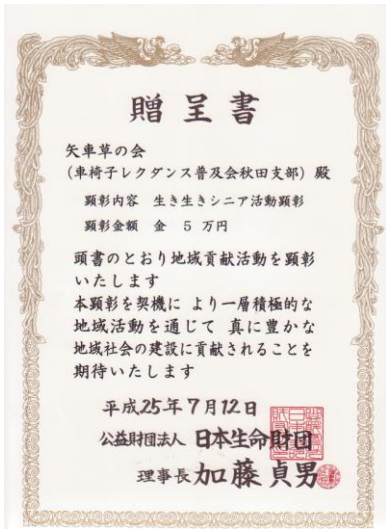 贈呈書
矢車草の会
(車椅子レクダンス普及会秋田支部) 殿
顕彰内容 生き生きシニア活動顕彰
顕彰金額 金 5 万円
頭書のとおり地域貢献活動を顕彰
いたします
本顕彰を契機に より一層積極的な
地域活動を通じて 真に豊かな
地域社会の建設に貢献されることを
期待いたします
平成25年7月12日
公益財団法人 日本生命財団
理事長 加藤貞男